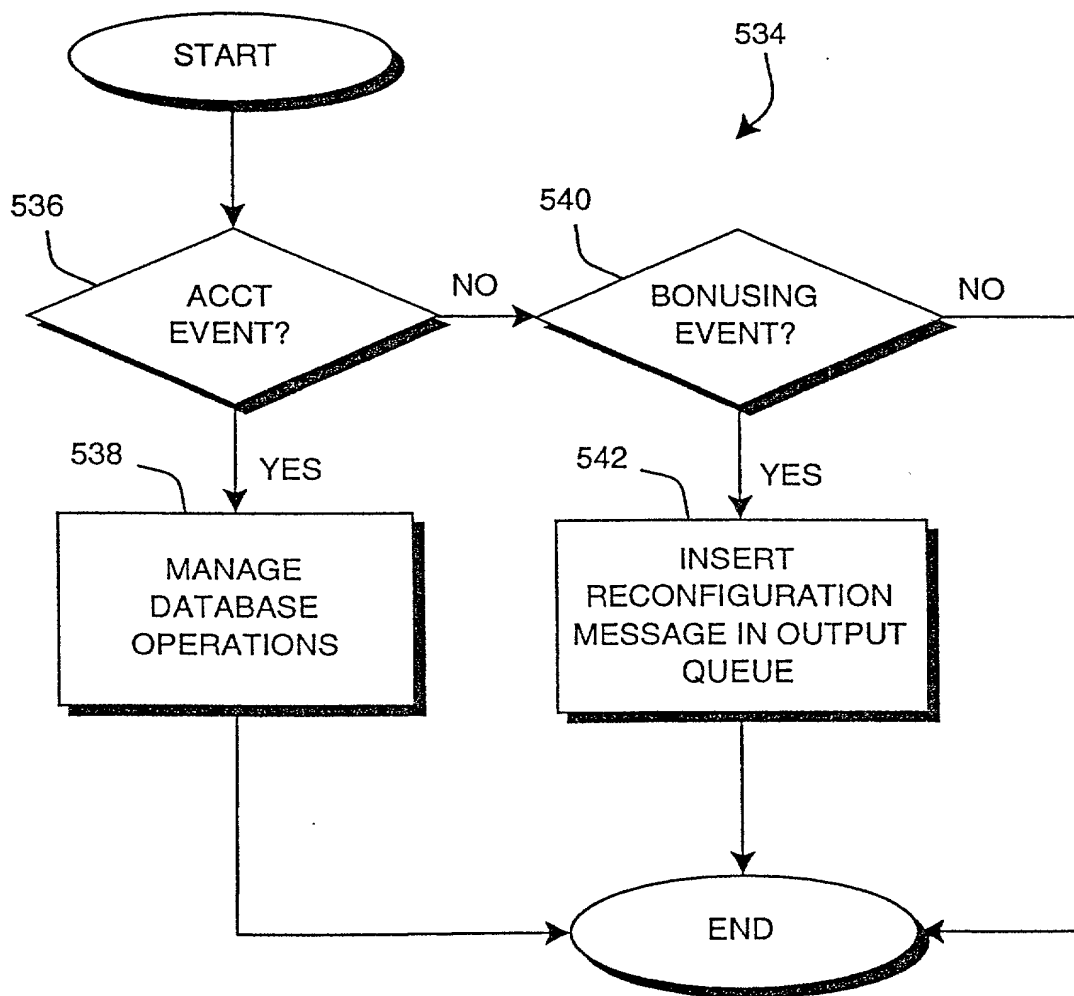 START
534
536
ACCT
EVENT?
NO
540
BONUSING
EVENT?
NO
538
YES
MANAGE
DATABASE
OPERATIONS
542
YES
INSERT
RECONFIGURATION
MESSAGE IN OUTPUT
QUEUE
END